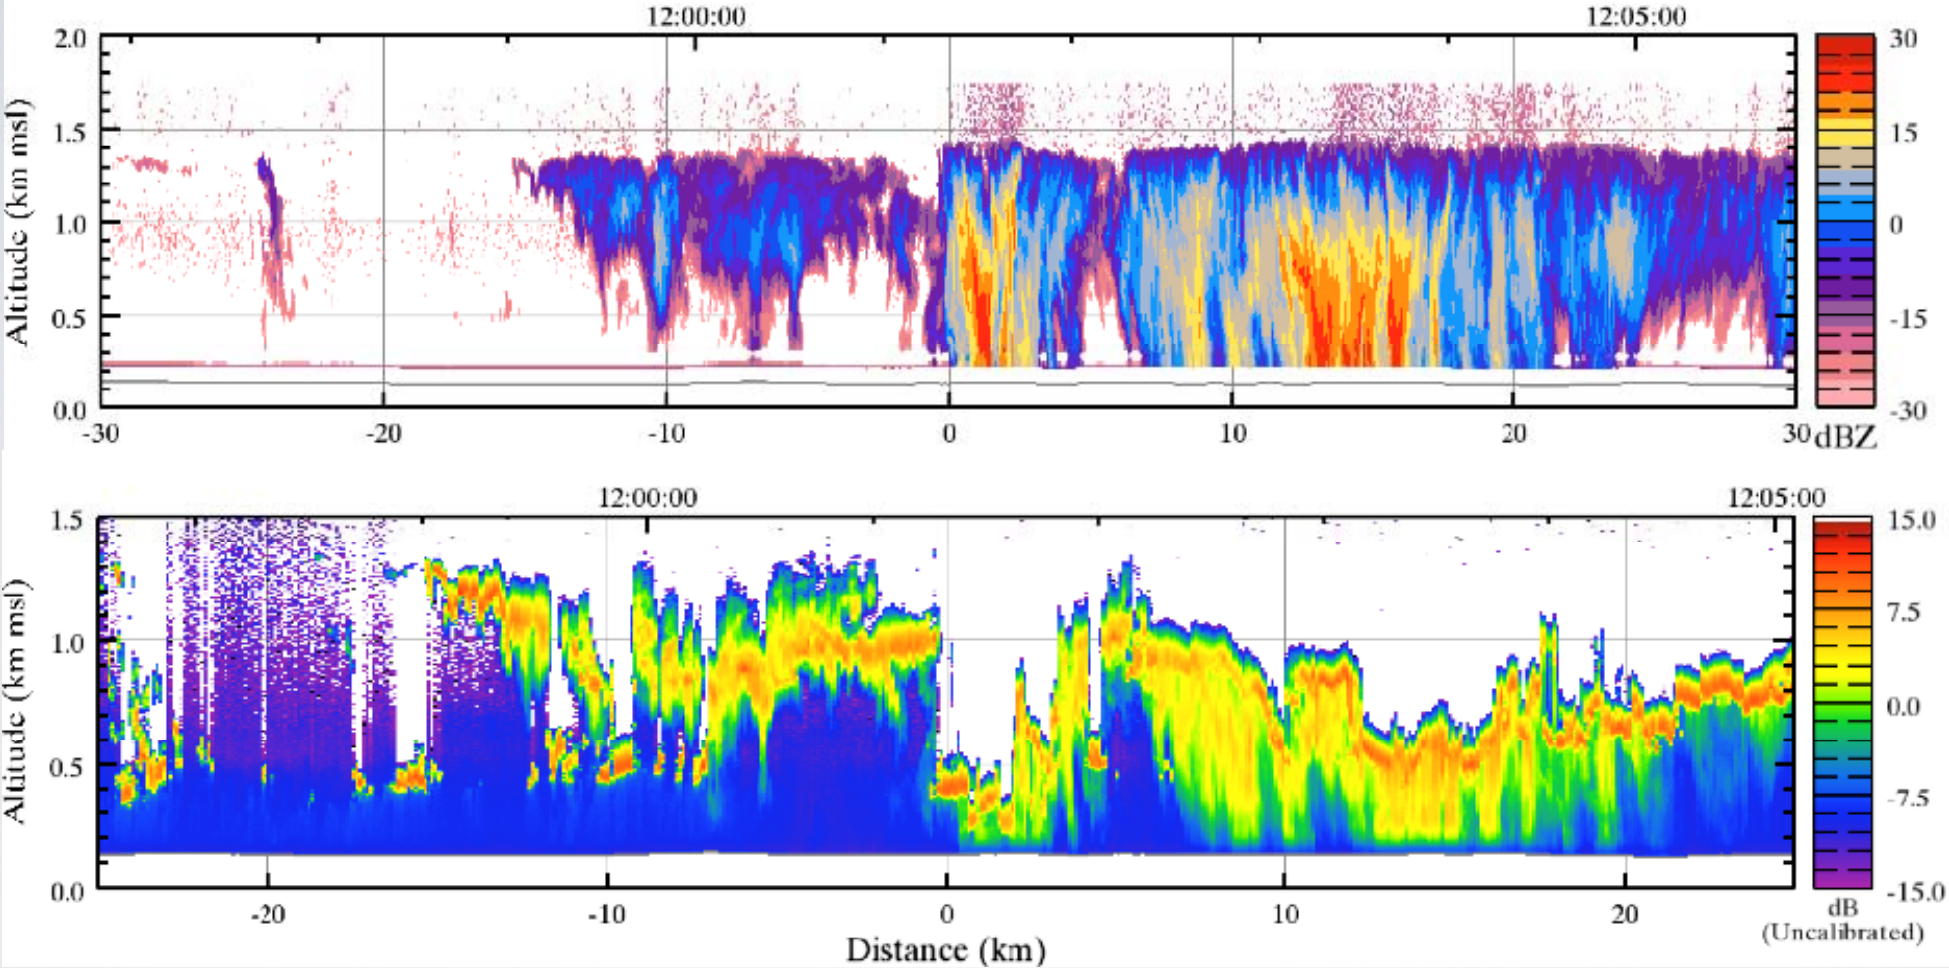 12:00:00 12:05:00
2.0 30
1.5 15
1.0 0
0.5 -15
0.0 -30
Altitude (km msl)
-30 -20 -10 0 10 20 30 dBZ
12:00:00 12:05:00
1.5 15.0
7.5
1.0
0.0
0.5
-7.5
0.0 -15.0
Altitude (km msl)
-20 -10 0 10 20 dB
(Uncalibrated)
Distance (km)